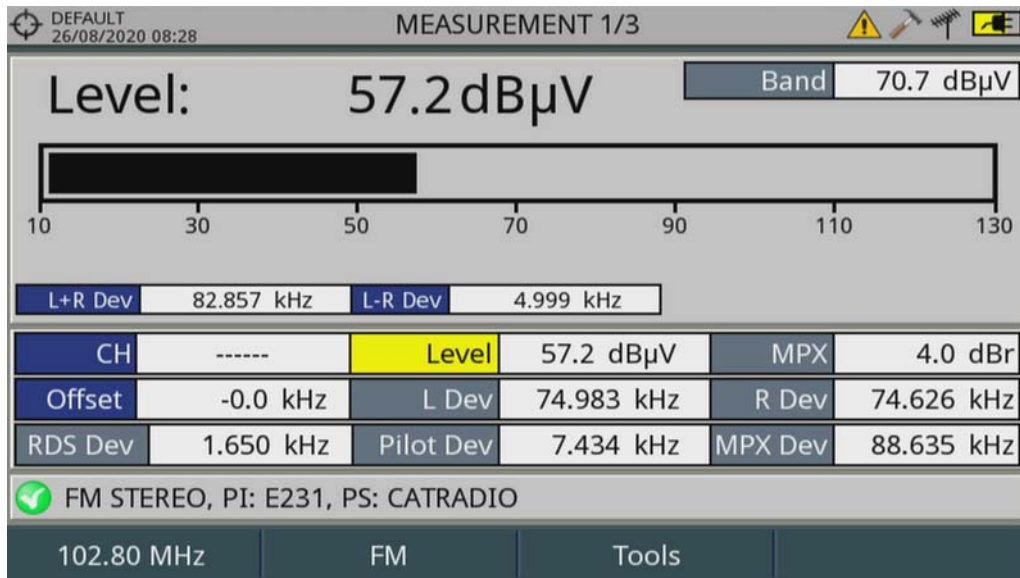 DEFAULT
26/08/2020 08:28
MEASUREMENT 1/3
Level: 57.2 dBµV
Band 70.7 dBµV
10 30 50 70 90 110 130
L+R Dev 82.857 kHz L-R Dev 4.999 kHz
CH ------ Level 57.2 dBµV MPX 4.0 dBr
Offset -0.0 kHz L Dev 74.983 kHz R Dev 74.626 kHz
RDS Dev 1.650 kHz Pilot Dev 7.434 kHz MPX Dev 88.635 kHz
FM STEREO, PI: E231, PS: CATRADIO
102.80 MHz FM Tools